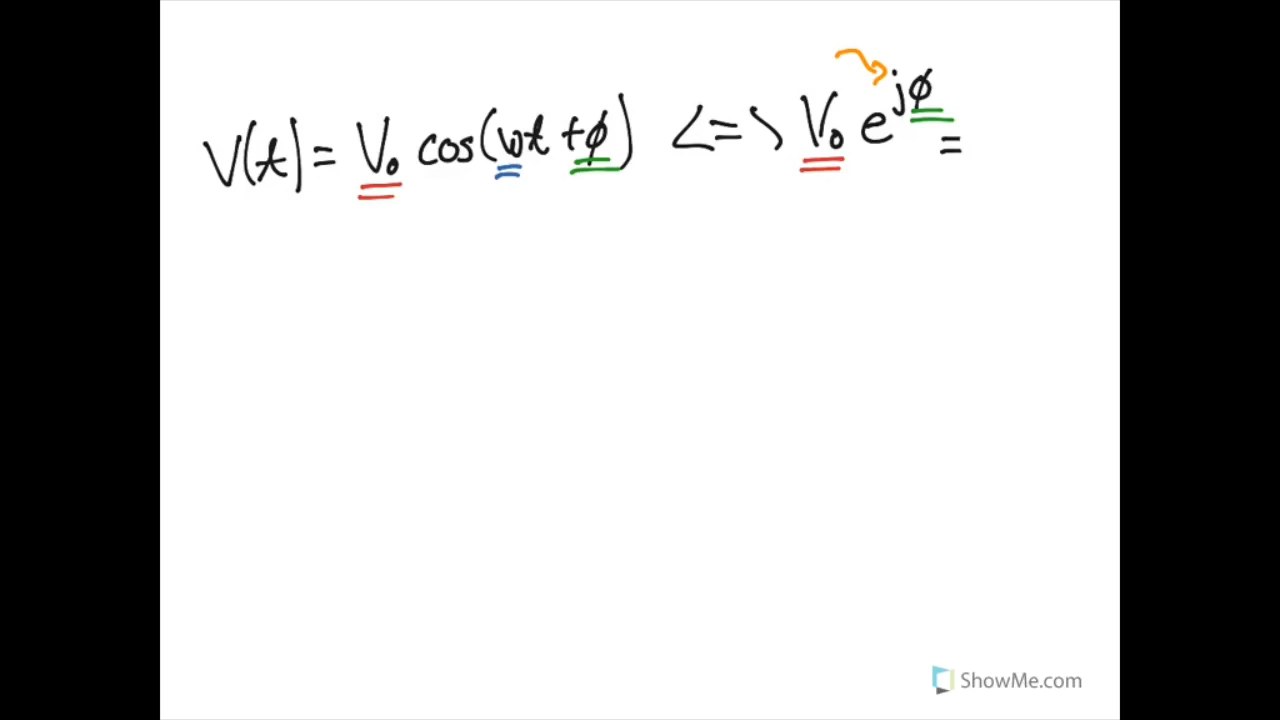 V(t) = V₀ cos(ωt + ϕ) <=> V₀ e^{jϕ} =
ShowMe.com